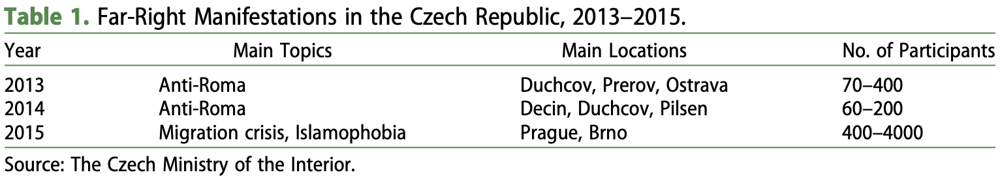 Table 1. Far-Right Manifestations in the Czech Republic, 2013–2015.
Year Main Topics Main Locations No. of Participants
2013 Anti-Roma Duchcov, Prerov, Ostrava 70–400
2014 Anti-Roma Decin, Duchcov, Pilsen 60–200
2015 Migration crisis, Islamophobia Prague, Brno 400–4000
Source: The Czech Ministry of the Interior.